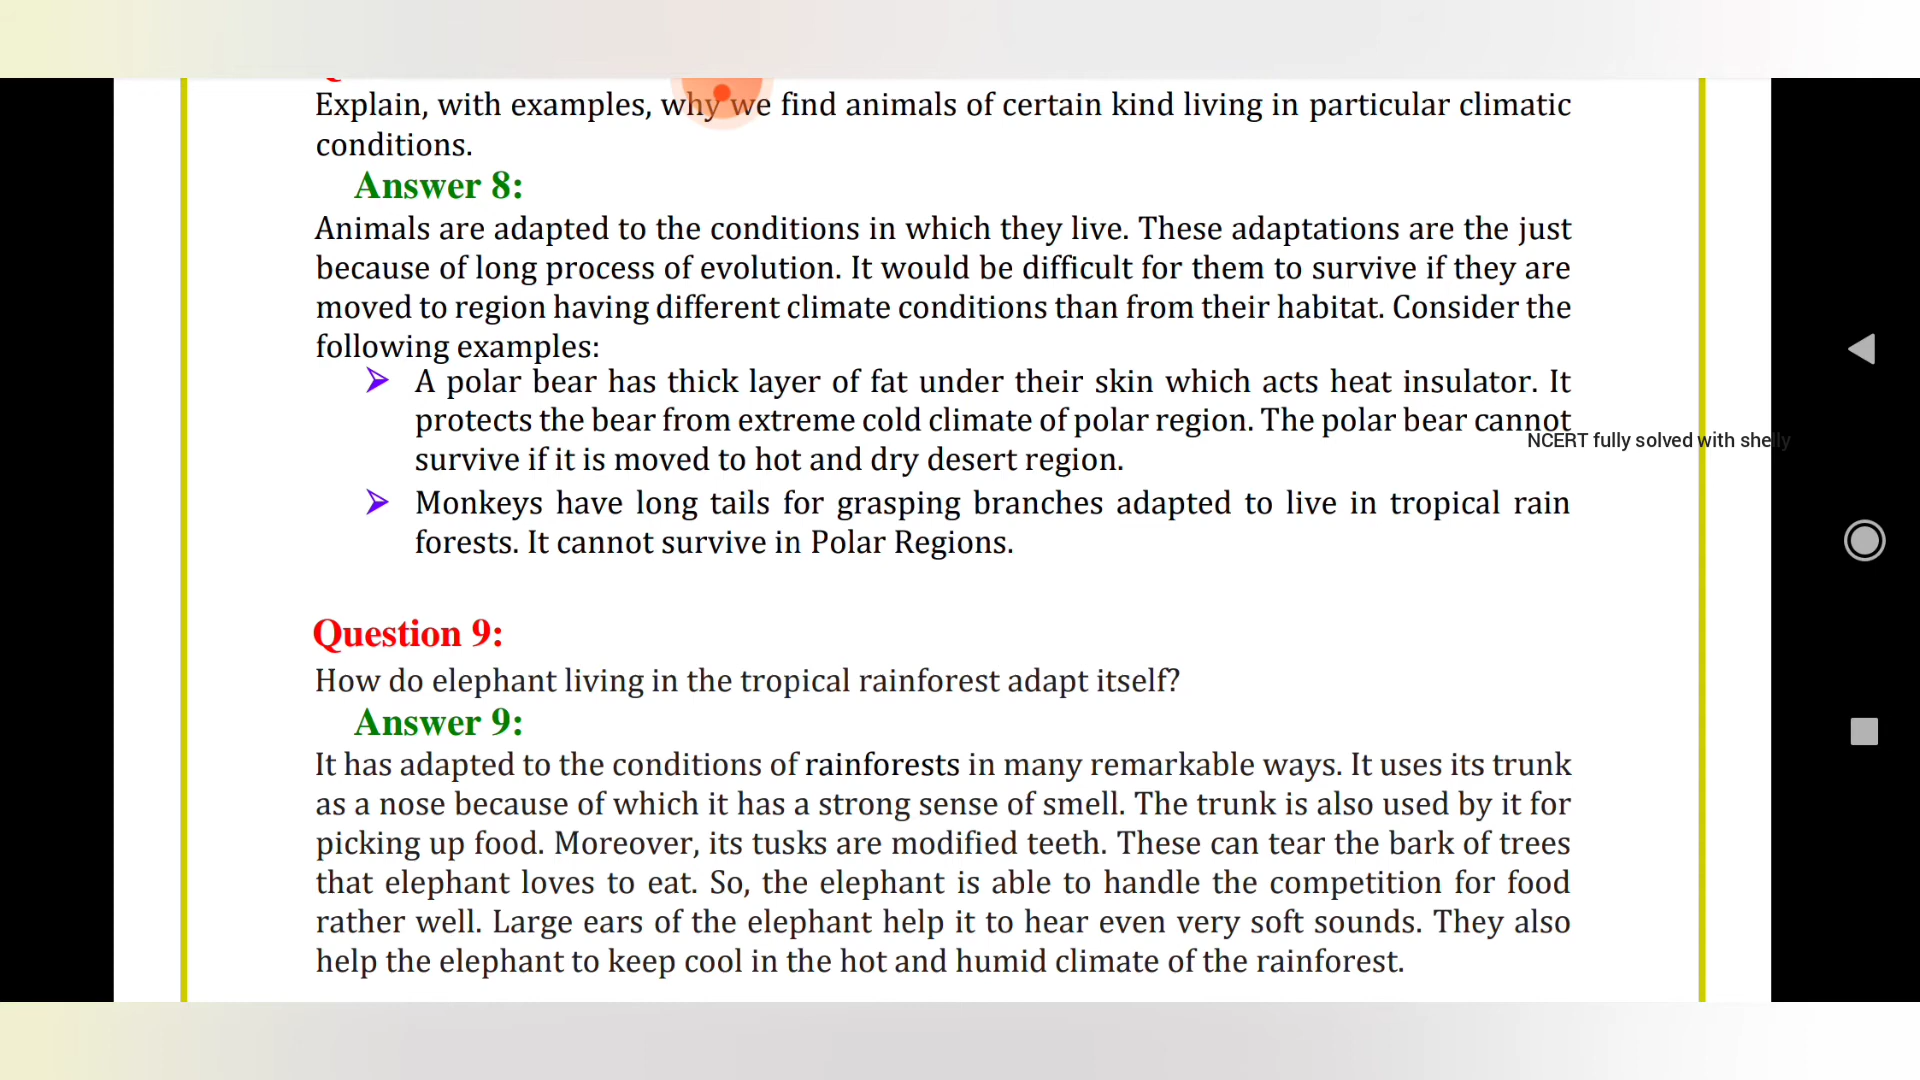 Explain, with examples, why we find animals of certain kind living in particular climatic
conditions.
Answer 8:
Animals are adapted to the conditions in which they live. These adaptations are the just
because of long process of evolution. It would be difficult for them to survive if they are
moved to region having different climate conditions than from their habitat. Consider the
following examples:
➢ A polar bear has thick layer of fat under their skin which acts heat insulator. It
protects the bear from extreme cold climate of polar region. The polar bear cannot
survive if it is moved to hot and dry desert region.
NCERT fully solved with shelly
➢ Monkeys have long tails for grasping branches adapted to live in tropical rain
forests. It cannot survive in Polar Regions.
Question 9:
How do elephant living in the tropical rainforest adapt itself?
Answer 9:
It has adapted to the conditions of rainforests in many remarkable ways. It uses its trunk
as a nose because of which it has a strong sense of smell. The trunk is also used by it for
picking up food. Moreover, its tusks are modified teeth. These can tear the bark of trees
that elephant loves to eat. So, the elephant is able to handle the competition for food
rather well. Large ears of the elephant help it to hear even very soft sounds. They also
help the elephant to keep cool in the hot and humid climate of the rainforest.